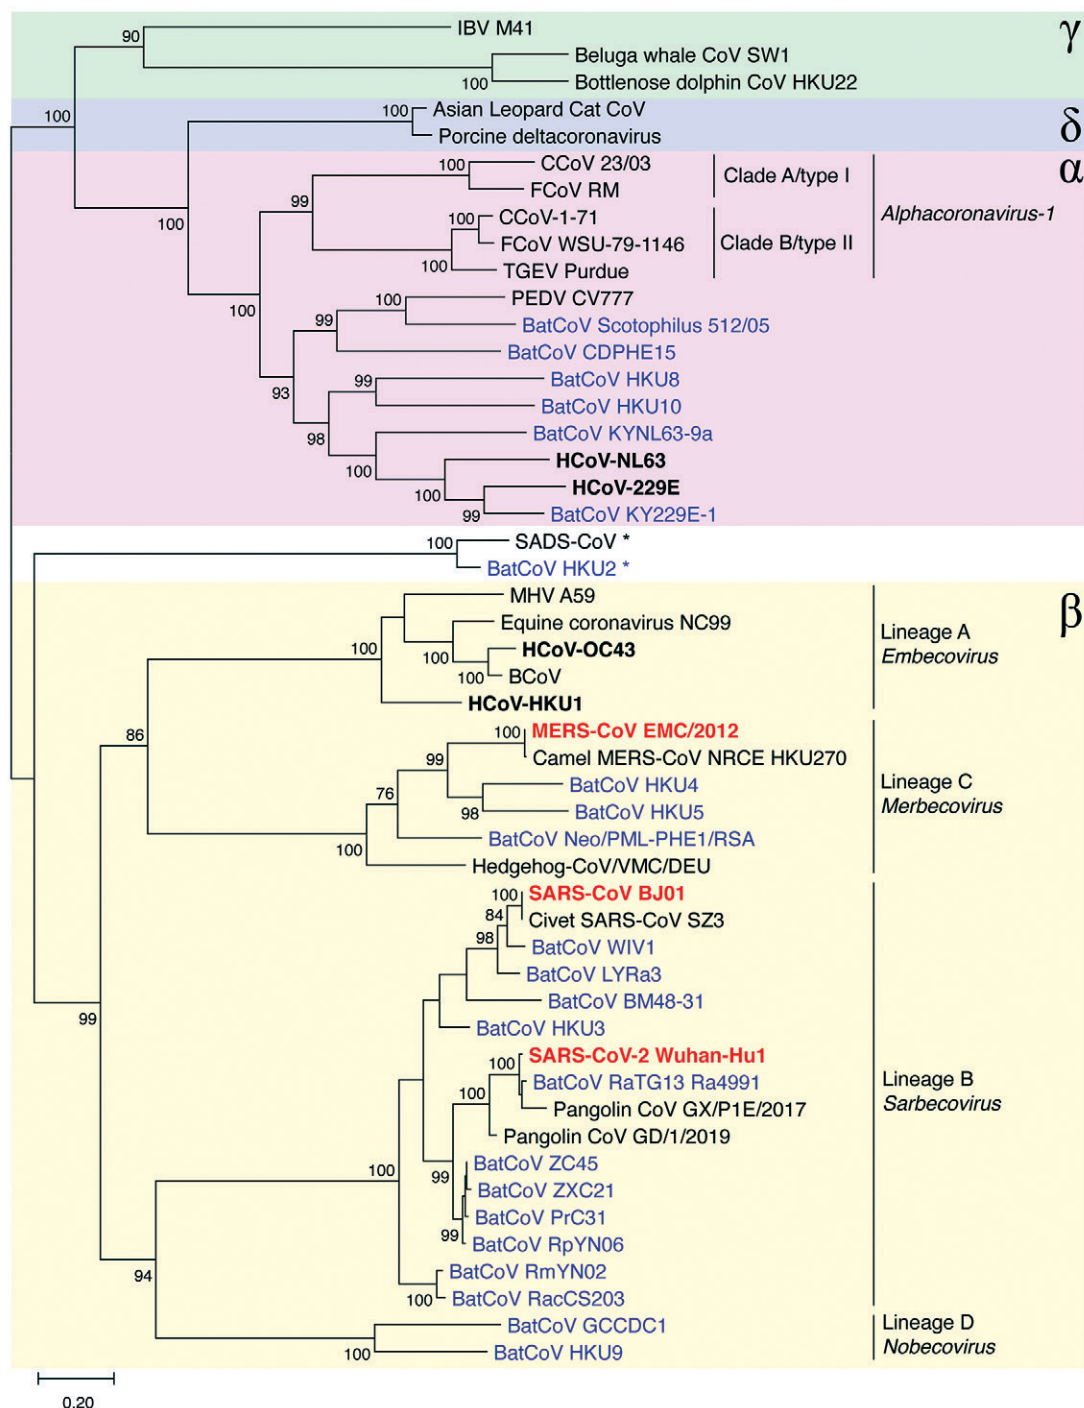 γ
IBV M41
90
Beluga whale CoV SW1
100
Bottlenose dolphin CoV HKU22
100
δ
100
Asian Leopard Cat CoV
Porcine deltacoronavirus
α
100
CCoV 23/03
FCoV RM
Clade A/type I
99
100
CCoV-1-71
FCoV WSU-79-1146
100
TGEV Purdue
Clade B/type II
Alphacoronavirus-1
100
100
100
PEDV CV777
99
BatCoV Scotophilus 512/05
BatCoV CDPHE15
93
99
BatCoV HKU8
BatCoV HKU10
98
BatCoV KYNL63-9a
100
HCoV-NL63
100
HCoV-229E
99
BatCoV KY229E-1
100
SADS-CoV *
BatCoV HKU2 *
β
MHV A59
Equine coronavirus NC99
100
100
HCoV-OC43
100
BCoV
HCoV-HKU1
Lineage A
Embecovirus
86
100
MERS-CoV EMC/2012
Camel MERS-CoV NRCE HKU270
99
BatCoV HKU4
98
BatCoV HKU5
76
BatCoV Neo/PML-PHE1/RSA
100
Hedgehog-CoV/VMC/DEU
Lineage C
Merbecovirus
99
100
SARS-CoV BJ01
84
Civet SARS-CoV SZ3
98
BatCoV WIV1
BatCoV LYRa3
BatCoV BM48-31
BatCoV HKU3
100
SARS-CoV-2 Wuhan-Hu1
BatCoV RaTG13 Ra4991
100
Pangolin CoV GX/P1E/2017
Pangolin CoV GD/1/2019
100
99
BatCoV ZC45
BatCoV ZXC21
BatCoV PrC31
99
BatCoV RpYN06
BatCoV RmYN02
100
BatCoV RacCS203
Lineage B
Sarbecovirus
94
BatCoV GCCDC1
100
BatCoV HKU9
Lineage D
Nobecovirus
0.20